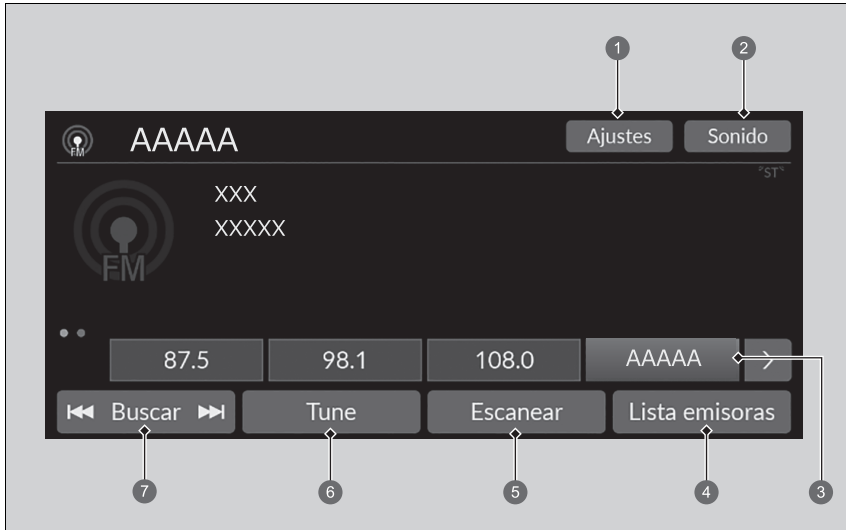 1 2
FM AAAAA Ajustes Sonido
ST
XXX
XXXXX
FM
87.5 98.1 108.0 AAAAA >
Buscar Tune Escanear Lista emisoras
7 6 5 4 3